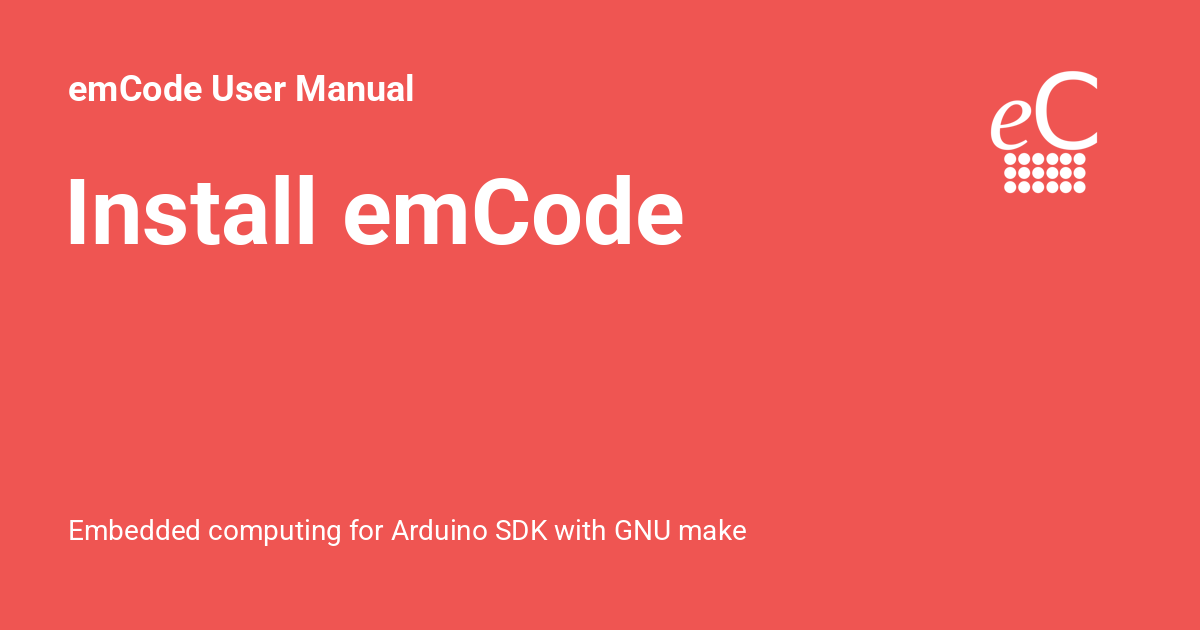 emCode User Manual
eC
Install emCode
Embedded computing for Arduino SDK with GNU make